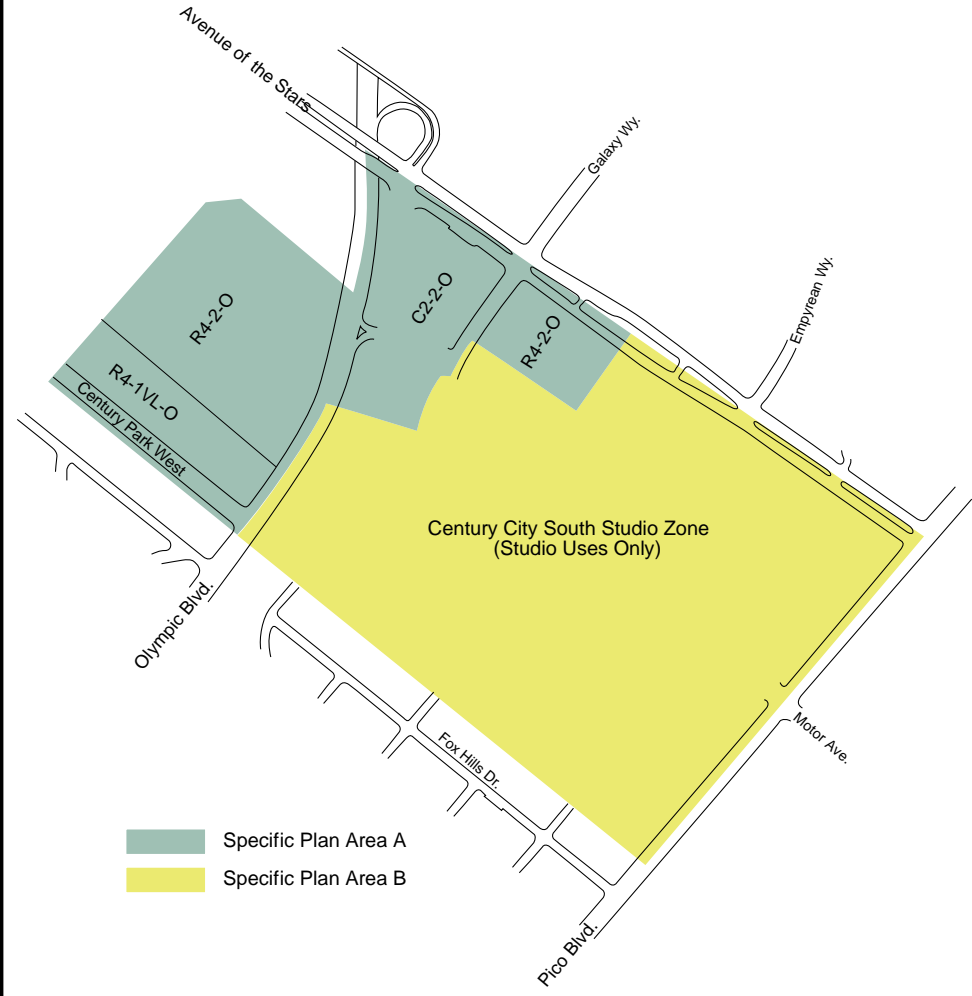 Avenue of the Stars
Galaxy Wy.
Empyrean Wy.
R4-2-O
C2-2-O
R4-2-O
R4-1VL-O
Century Park West
Century City South Studio Zone
(Studio Uses Only)
Olympic Blvd.
Motor Ave.
Fox Hills Dr.
Specific Plan Area A
Specific Plan Area B
Pico Blvd.